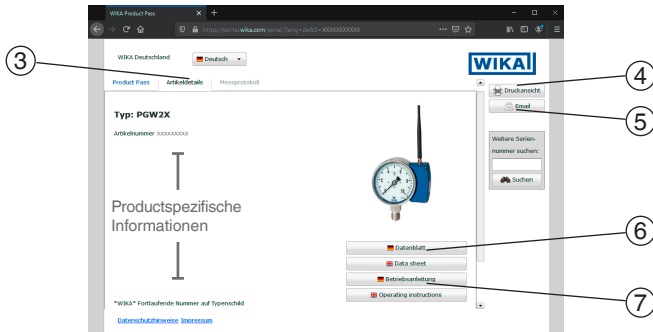 WIKA Product Pass
https://portal.wika.com/serial/?lang=de&S=XXXXXXXXXX
WIKA Deutschland
Deutsch
WIKA
Product Pass
Artikeldetails
Messprotokoll
Typ: PGW2X
Artikelnummer xxxxxxxxx
Productspezifische
Informationen
*WIKA* Fortlaufende Nummer auf Typenschild
Datenschutzhinweise Impressum
Datenblatt
Data sheet
Betriebsanleitung
Operating instructions
Druckansicht
Email
Weitere Serien-
nummer suchen:
Suchen
3
4
5
6
7